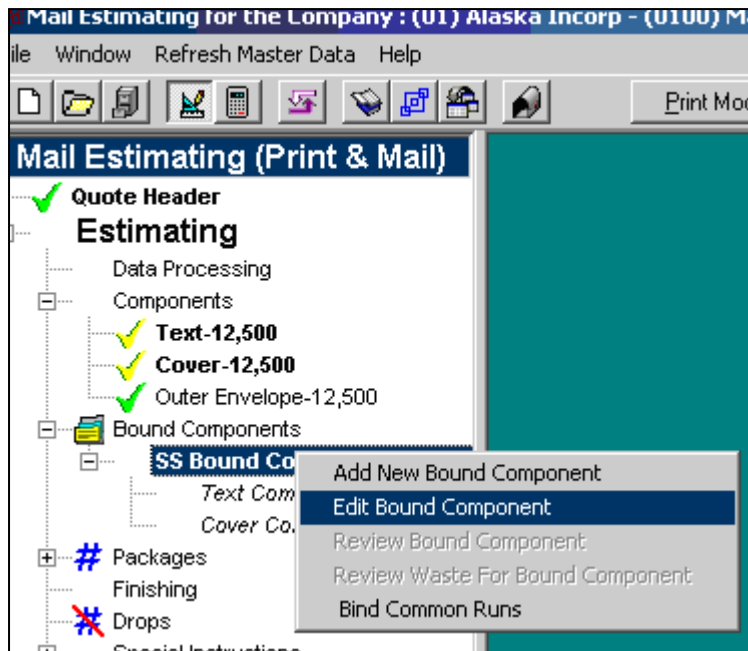 Mail Estimating for the Company : (01) Alaska Incorp - (0100) M
ile Window Refresh Master Data Help
Print Mod
Mail Estimating (Print & Mail)
Quote Header
Estimating
Data Processing
Components
Text-12,500
Cover-12,500
Outer Envelope-12,500
Bound Components
SS Bound Co
Text Com
Cover Co
Packages
Finishing
Drops
Special Instructions
Add New Bound Component
Edit Bound Component
Review Bound Component
Review Waste For Bound Component
Bind Common Runs